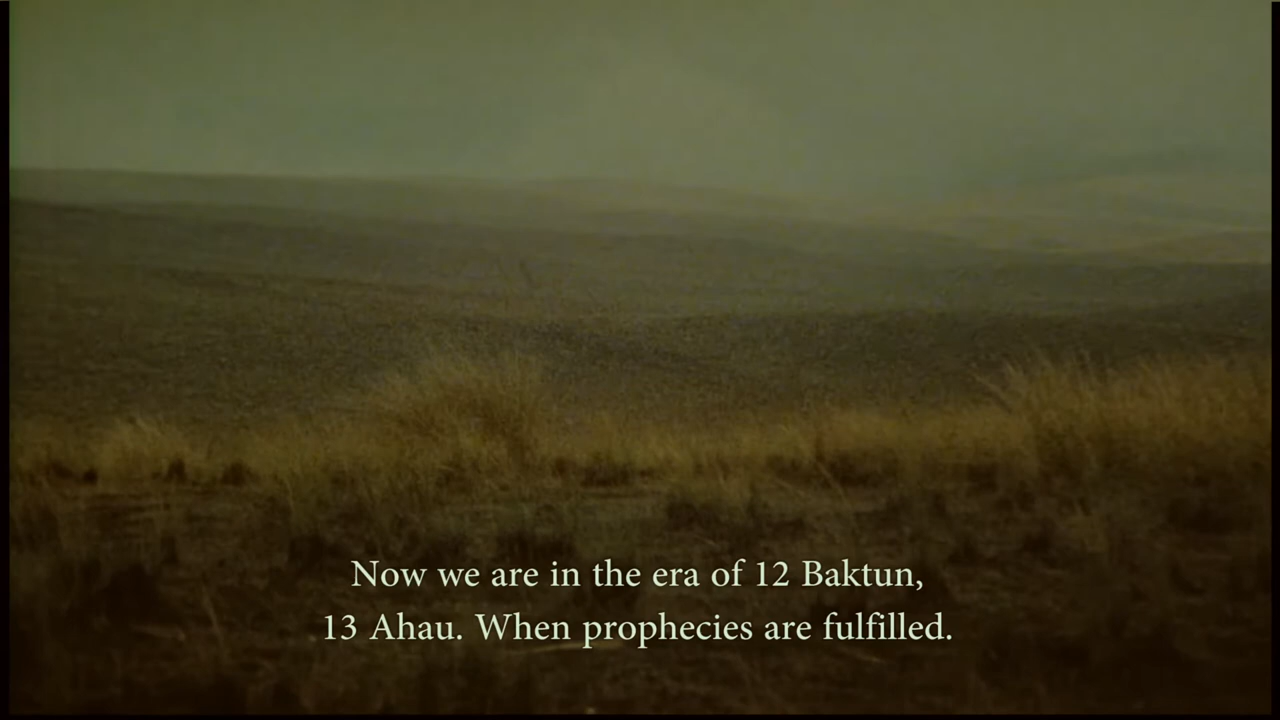 Now we are in the era of 12 Baktun,
13 Ahau. When prophecies are fulfilled.